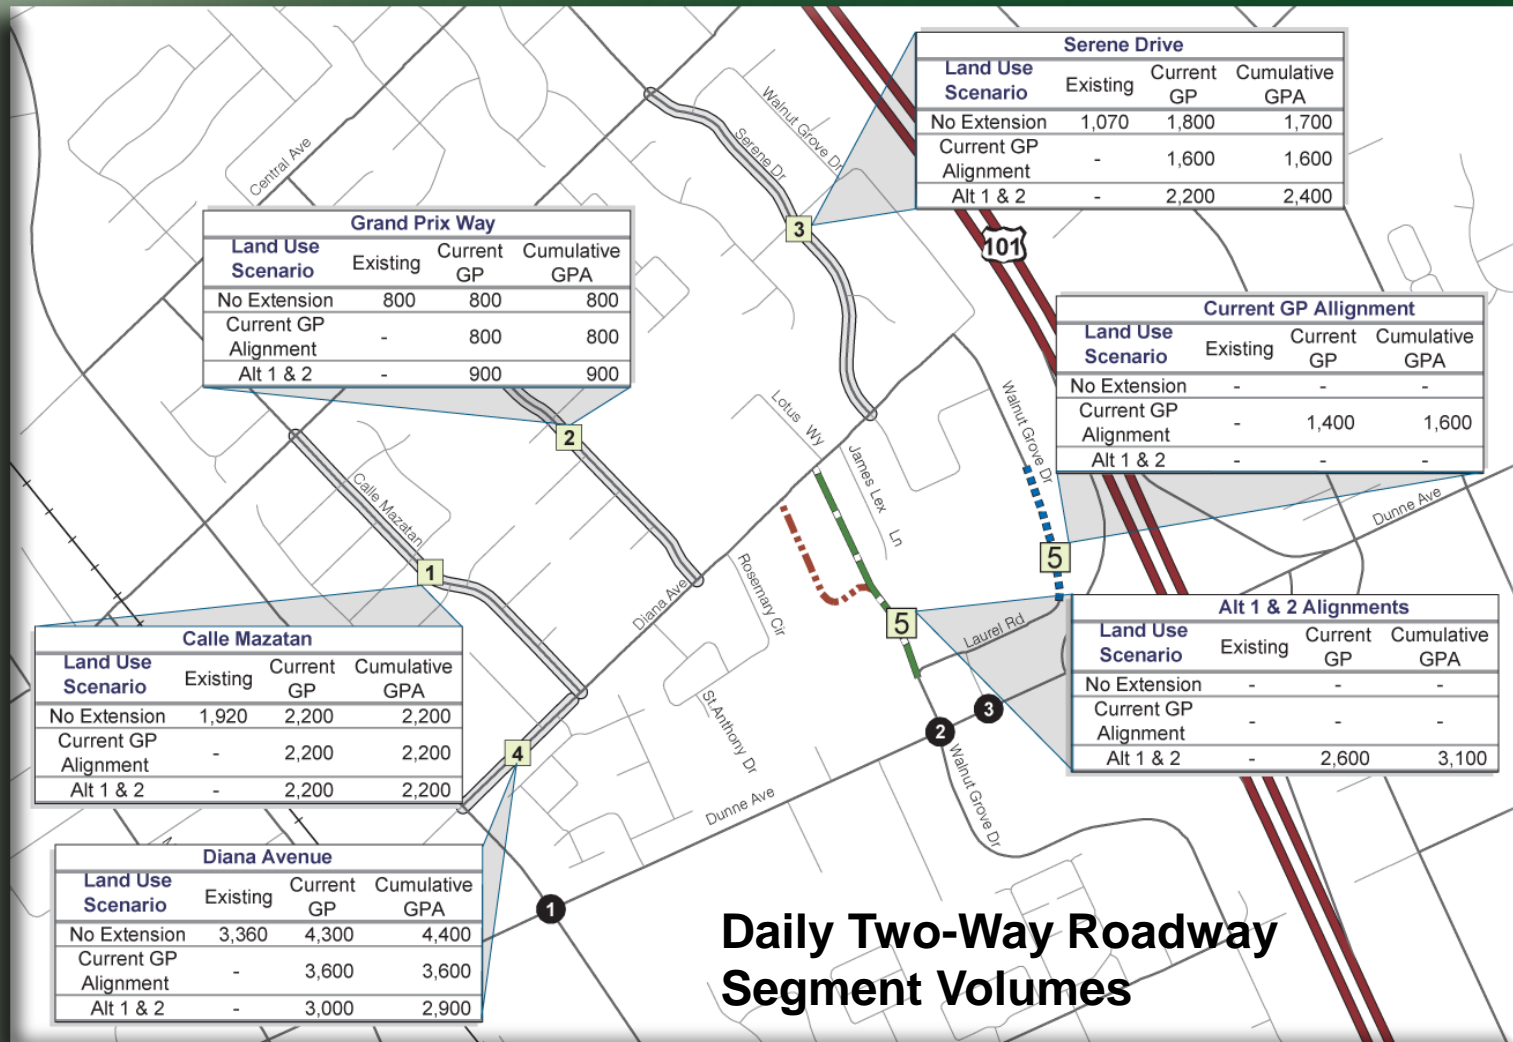 Serene Drive
Land Use Scenario Existing Current GP Cumulative GPA
No Extension 1,070 1,800 1,700
Current GP Alignment - 1,600 1,600
Alt 1 & 2 - 2,200 2,400
Grand Prix Way
Land Use Scenario Existing Current GP Cumulative GPA
No Extension 800 800 800
Current GP Alignment - 800 800
Alt 1 & 2 - 900 900
Current GP Allignment
Land Use Scenario Existing Current GP Cumulative GPA
No Extension - - -
Current GP Alignment - 1,400 1,600
Alt 1 & 2 - - -
Alt 1 & 2 Alignments
Land Use Scenario Existing Current GP Cumulative GPA
No Extension - - -
Current GP Alignment - - -
Alt 1 & 2 - 2,600 3,100
Calle Mazatan
Land Use Scenario Existing Current GP Cumulative GPA
No Extension 1,920 2,200 2,200
Current GP Alignment - 2,200 2,200
Alt 1 & 2 - 2,200 2,200
Diana Avenue
Land Use Scenario Existing Current GP Cumulative GPA
No Extension 3,360 4,300 4,400
Current GP Alignment - 3,600 3,600
Alt 1 & 2 - 3,000 2,900
Central Ave
Walnut Grove Dr
Serene Dr
3
101
2
Lotus Wy
James Lex Ln
Walnut Grove Dr
Dunne Ave
Calle Mazatan
1
5
Rosemary Cir
Diana Ave
5
Laurel Rd
3
2
St.Anthony Dr
4
Walnut Grove Dr
Dunne Ave
1
Daily Two-Way Roadway
Segment Volumes